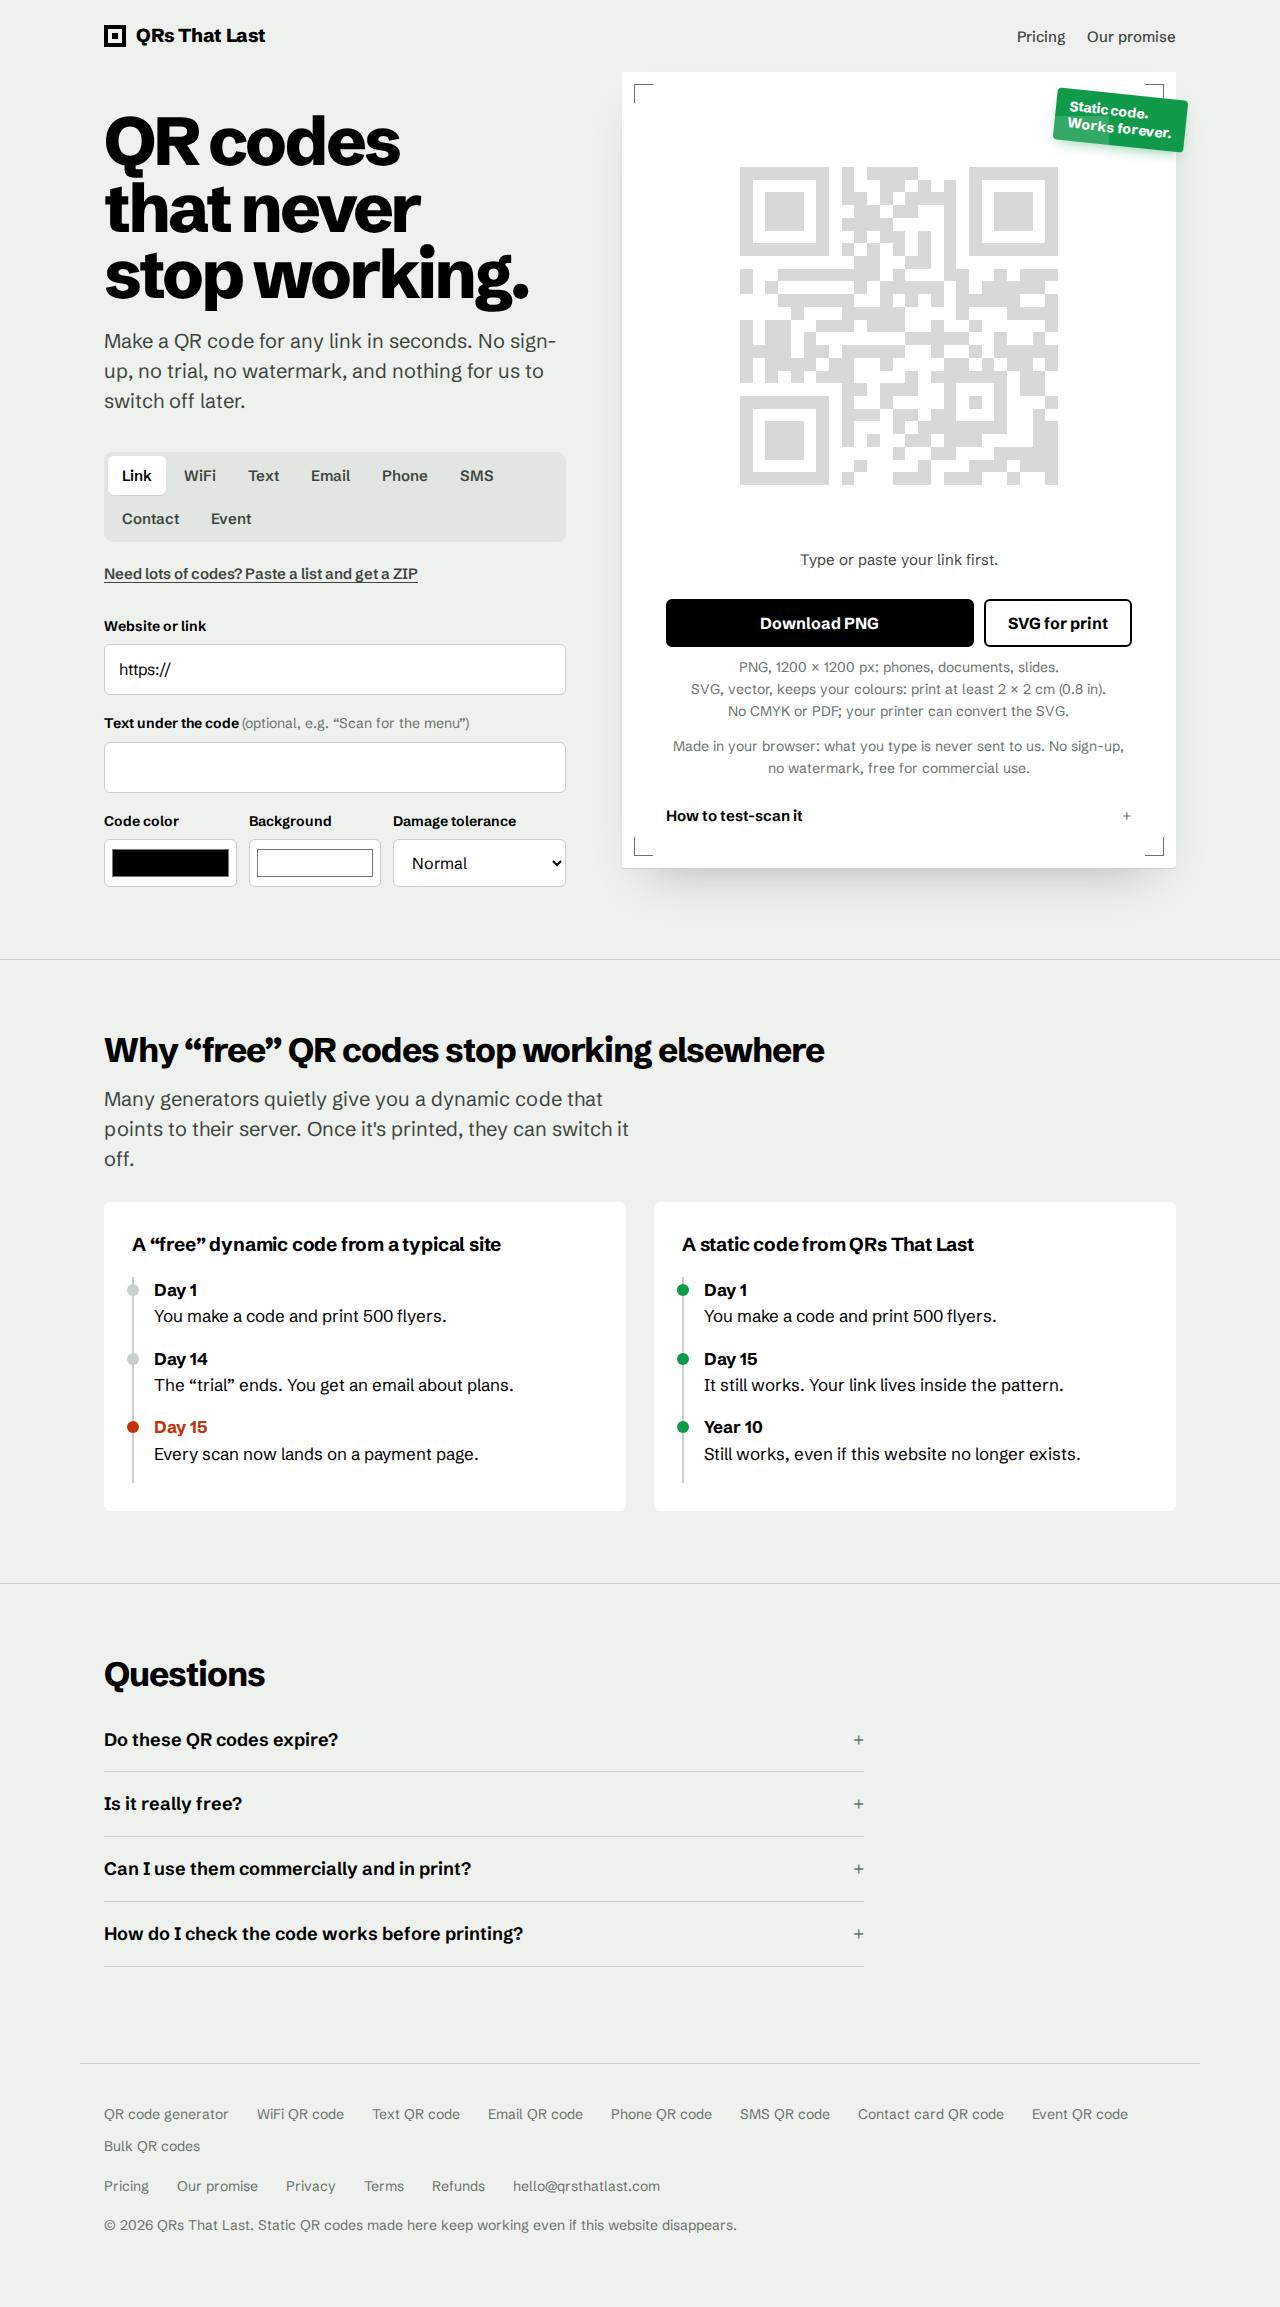 QRs That Last
Pricing
Our promise
QR codes
that never
stop working.
Make a QR code for any link in seconds. No sign-
up, no trial, no watermark, and nothing for us to
switch off later.
Link
WiFi
Text
Email
Phone
SMS
Contact
Event
Need lots of codes? Paste a list and get a ZIP
Website or link
https://
Text under the code (optional, e.g. “Scan for the menu”)
Code color
Background
Damage tolerance
Normal
Static code.
Works forever.
Type or paste your link first.
Download PNG
SVG for print
PNG, 1200 × 1200 px: phones, documents, slides.
SVG, vector, keeps your colours: print at least 2 × 2 cm (0.8 in).
No CMYK or PDF; your printer can convert the SVG.
Made in your browser: what you type is never sent to us. No sign-up,
no watermark, free for commercial use.
How to test-scan it
+
Why “free” QR codes stop working elsewhere
Many generators quietly give you a dynamic code that
points to their server. Once it's printed, they can switch it
off.
A “free” dynamic code from a typical site
Day 1
You make a code and print 500 flyers.
Day 14
The “trial” ends. You get an email about plans.
Day 15
Every scan now lands on a payment page.
A static code from QRs That Last
Day 1
You make a code and print 500 flyers.
Day 15
It still works. Your link lives inside the pattern.
Year 10
Still works, even if this website no longer exists.
Questions
Do these QR codes expire? +
Is it really free? +
Can I use them commercially and in print? +
How do I check the code works before printing? +
QR code generator WiFi QR code Text QR code Email QR code Phone QR code SMS QR code Contact card QR code Event QR code
Bulk QR codes
Pricing Our promise Privacy Terms Refunds hello@qrsthatlast.com
© 2026 QRs That Last. Static QR codes made here keep working even if this website disappears.